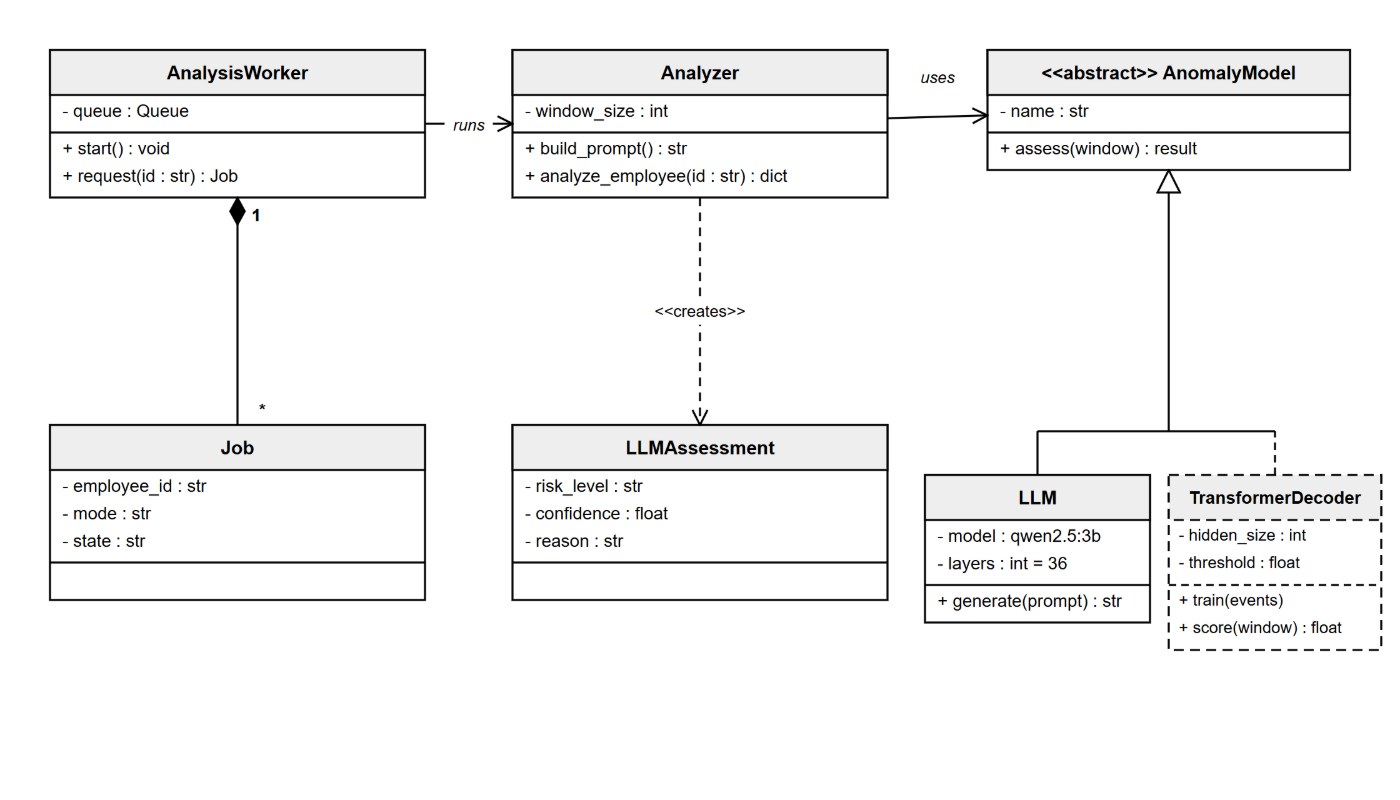 AnalysisWorker
- queue : Queue
+ start() : void
+ request(id : str) : Job
runs
Analyzer
- window_size : int
+ build_prompt() : str
+ analyze_employee(id : str) : dict
uses
<<abstract>> AnomalyModel
- name : str
+ assess(window) : result
1
*
<<creates>>
Job
- employee_id : str
- mode : str
- state : str
LLMAssessment
- risk_level : str
- confidence : float
- reason : str
LLM
- model : qwen2.5:3b
- layers : int = 36
+ generate(prompt) : str
TransformerDecoder
- hidden_size : int
- threshold : float
+ train(events)
+ score(window) : float